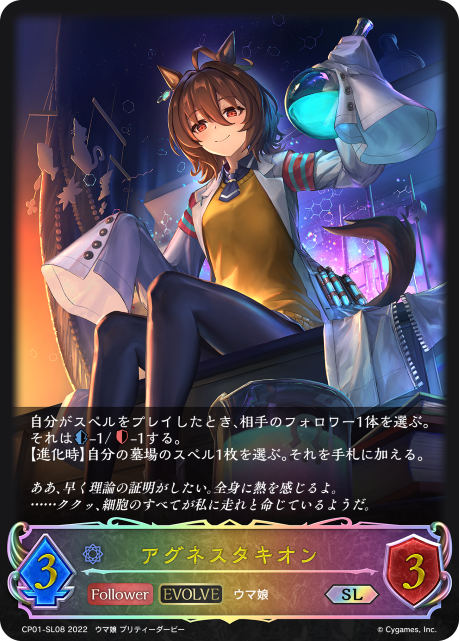 自分がスペルをプレイしたとき、相手のフォロワー1体を選ぶ。
それは-1/-1する。
【進化時】自分の墓場のスペル1枚を選ぶ。それを手札に加える。
ああ、早く理論の証明がしたい。全身に熱を感じるよ。
……ククッ、細胞のすべてが私に走れと命じているようだ。
3
アグネスタキオン
3
Follower EVOLVE ウマ娘 SL
CP01-SL08 2022 ウマ娘 プリティーダービー © Cygames, Inc.